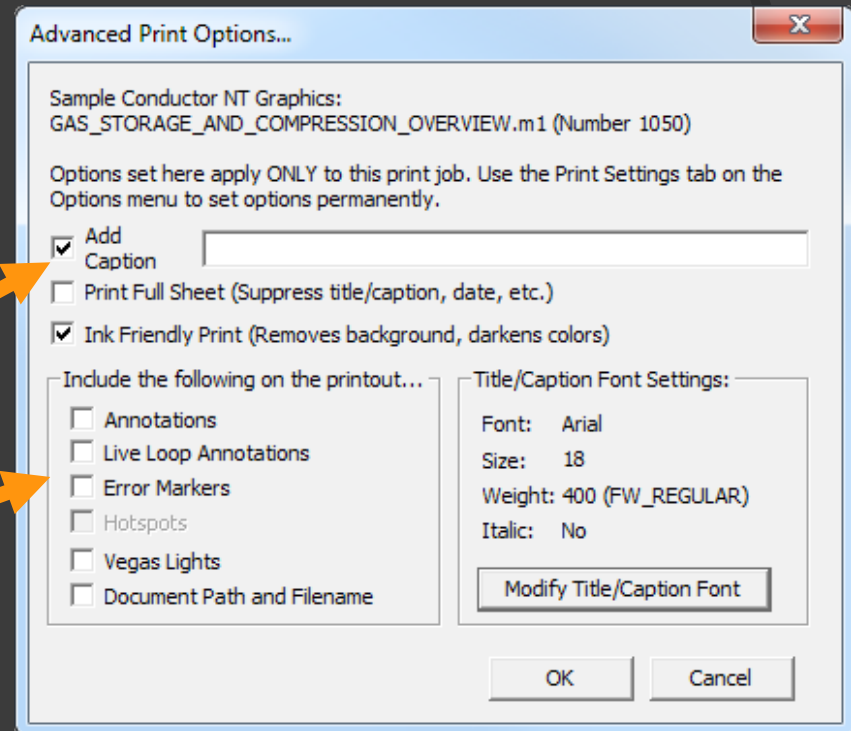 Advanced Print Options...
Sample Conductor NT Graphics:
GAS_STORAGE_AND_COMPRESSION_OVERVIEW.m1 (Number 1050)
Options set here apply ONLY to this print job. Use the Print Settings tab on the
Options menu to set options permanently.
Add
Caption
Print Full Sheet (Suppress title/caption, date, etc.)
Ink Friendly Print (Removes background, darkens colors)
Include the following on the printout...
Annotations
Live Loop Annotations
Error Markers
Hotspots
Vegas Lights
Document Path and Filename
Title/Caption Font Settings:
Font: Arial
Size: 18
Weight: 400 (FW_REGULAR)
Italic: No
Modify Title/Caption Font
OK
Cancel